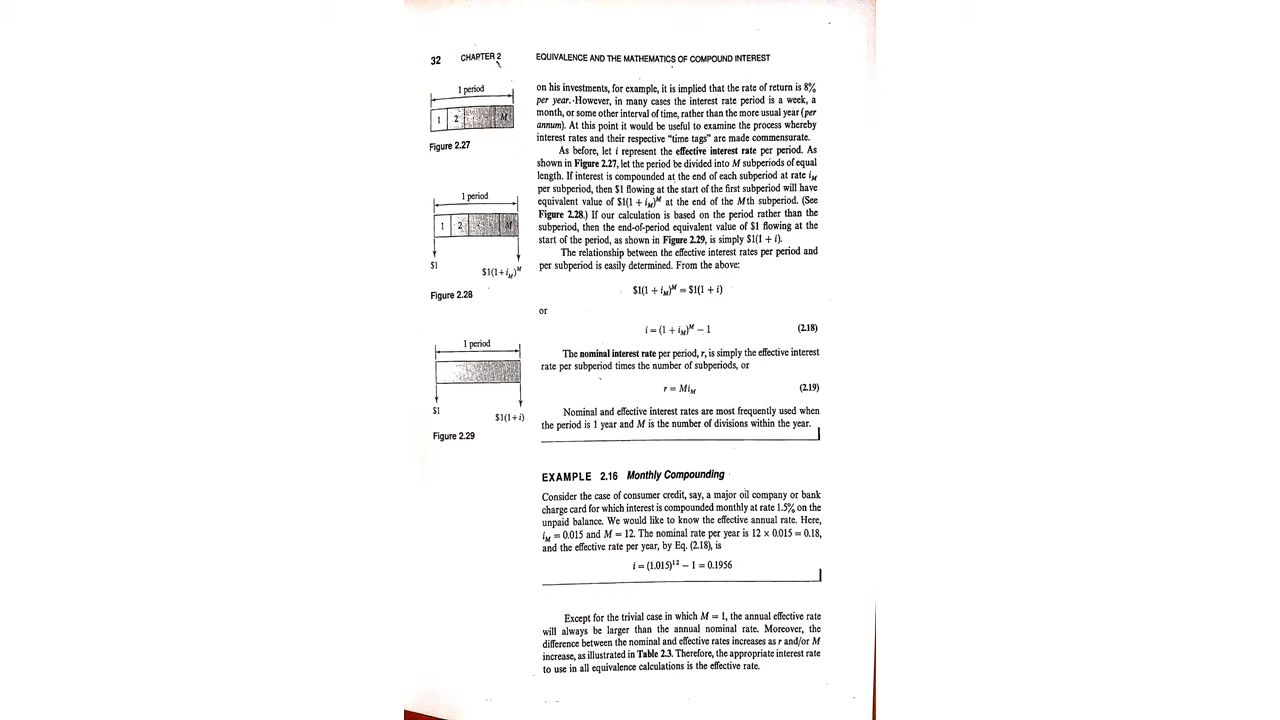 32 CHAPTER 2 EQUIVALENCE AND THE MATHEMATICS OF COMPOUND INTEREST
1 period
1 2 M
Figure 2.27
1 period
1 2 M
$1
$1(1 + i_M)^M
Figure 2.28
1 period
$1
$1(1 + i)
Figure 2.29
on his investments, for example, it is implied that the rate of return is 8%
per year. However, in many cases the interest rate period is a week, a
month, or some other interval of time, rather than the more usual year (per
annum). At this point it would be useful to examine the process whereby
interest rates and their respective "time tags" are made commensurate.
As before, let i represent the effective interest rate per period. As
shown in Figure 2.27, let the period be divided into M subperiods of equal
length. If interest is compounded at the end of each subperiod at rate i_M
per subperiod, then $1 flowing at the start of the first subperiod will have
equivalent value of $1(1 + i_M)^M at the end of the Mth subperiod. (See
Figure 2.28.) If our calculation is based on the period rather than the
subperiod, then the end-of-period equivalent value of $1 flowing at the
start of the period, as shown in Figure 2.29, is simply $1(1 + i).
The relationship between the effective interest rates per period and
per subperiod is easily determined. From the above:
$1(1 + i_M)^M = $1(1 + i)
or
i = (1 + i_M)^M − 1 (2.18)
The nominal interest rate per period, r, is simply the effective interest
rate per subperiod times the number of subperiods, or
r = Mi_M (2.19)
Nominal and effective interest rates are most frequently used when
the period is 1 year and M is the number of divisions within the year.
EXAMPLE 2.16 Monthly Compounding
Consider the case of consumer credit, say, a major oil company or bank
charge card for which interest is compounded monthly at rate 1.5% on the
unpaid balance. We would like to know the effective annual rate. Here,
i_M = 0.015 and M = 12. The nominal rate per year is 12 × 0.015 = 0.18,
and the effective rate per year, by Eq. (2.18), is
i = (1.015)^12 − 1 = 0.1956
Except for the trivial case in which M = 1, the annual effective rate
will always be larger than the annual nominal rate. Moreover, the
difference between the nominal and effective rates increases as r and/or M
increase, as illustrated in Table 2.3. Therefore, the appropriate interest rate
to use in all equivalence calculations is the effective rate.